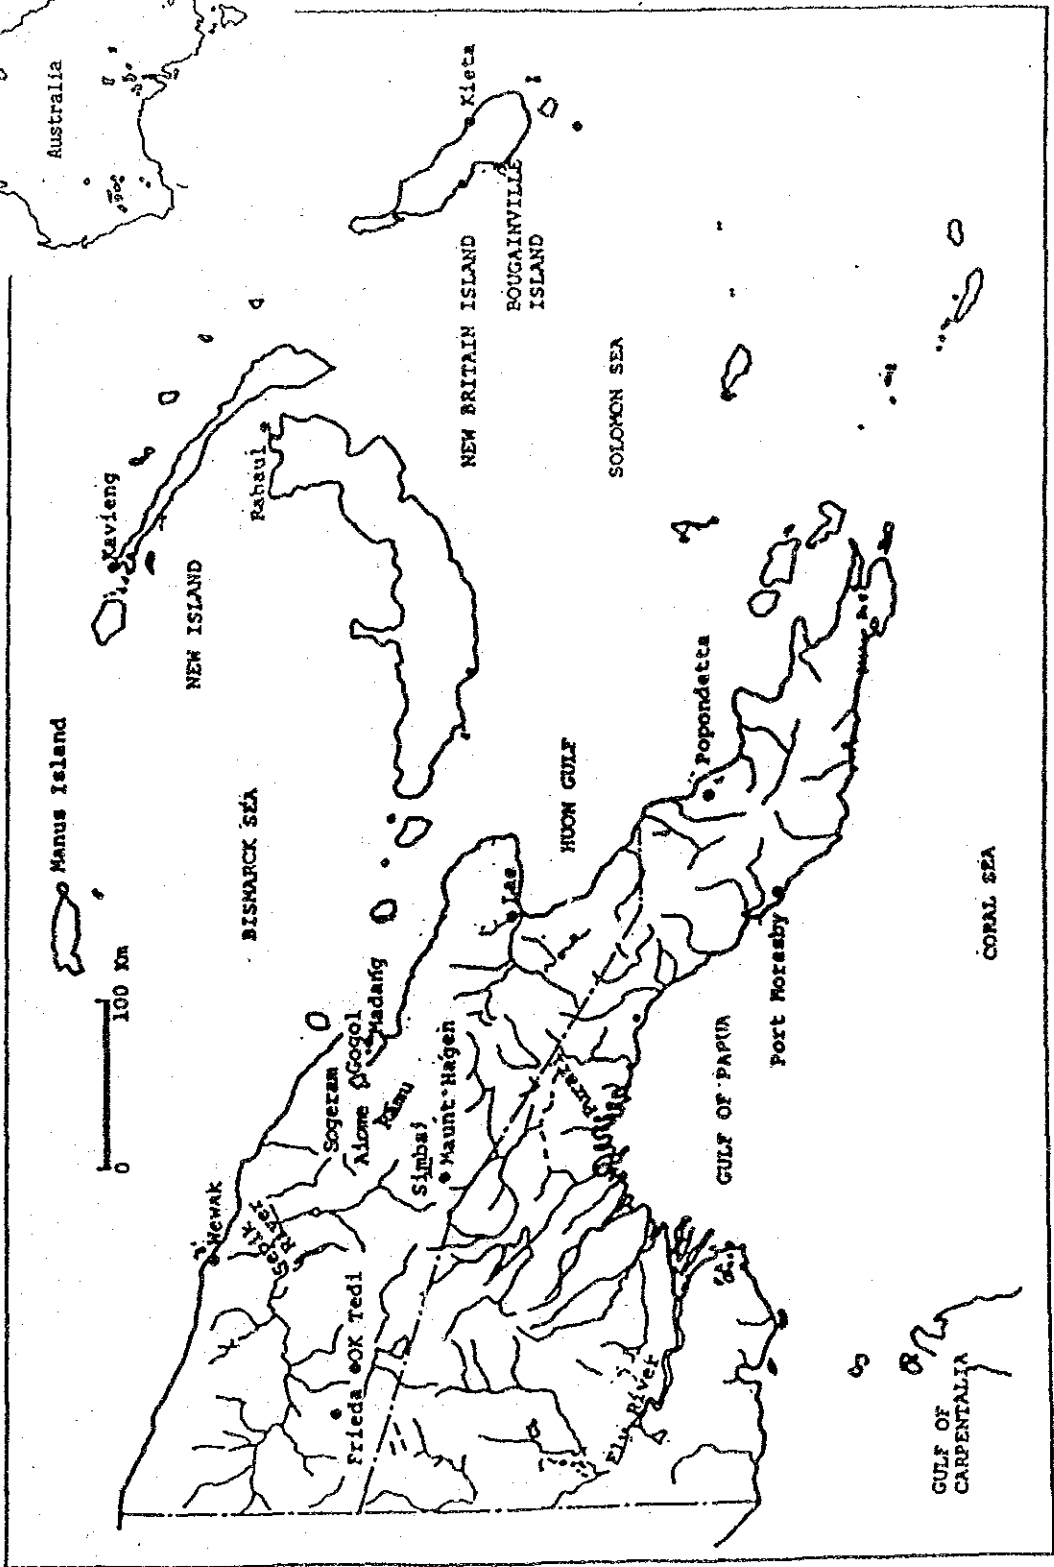 Australia
Manus Island
0
100 Km
Kavieng
NEW ISLAND
Rabaul
BISMARCK SEA
NEW BRITAIN ISLAND
Kieta
BOUGAINVILLE
ISLAND
SOLOMON SEA
HUON GULF
Wewak
Sepik
River
Sogeram
Aiome
Gogol
Madang
Ramu
Simbai
Maunt Hagen
Lae
Frieda
OK Tedi
Purari
Popondetta
Fly River
GULF OF PAPUA
Port Moresby
CORAL SEA
GULF OF
CARPENTALIA